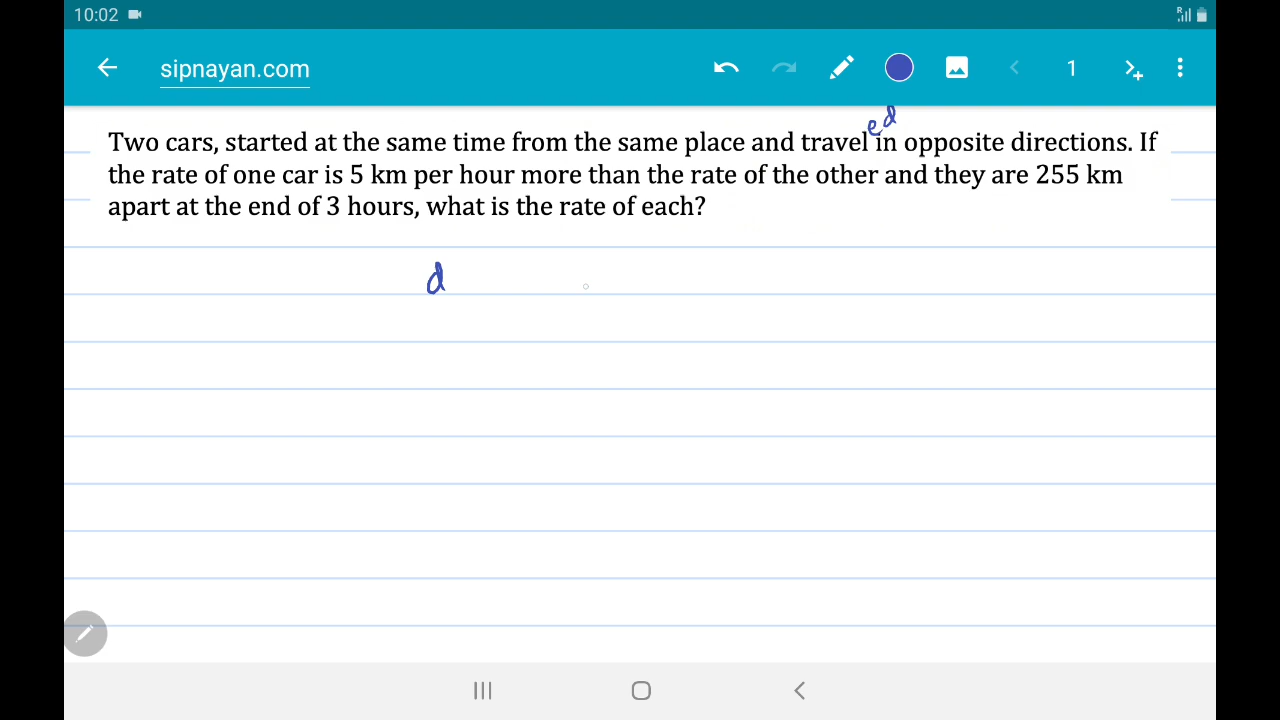 10:02
R
sipnayan.com
1
ed
Two cars, started at the same time from the same place and travel in opposite directions. If
the rate of one car is 5 km per hour more than the rate of the other and they are 255 km
apart at the end of 3 hours, what is the rate of each?
d